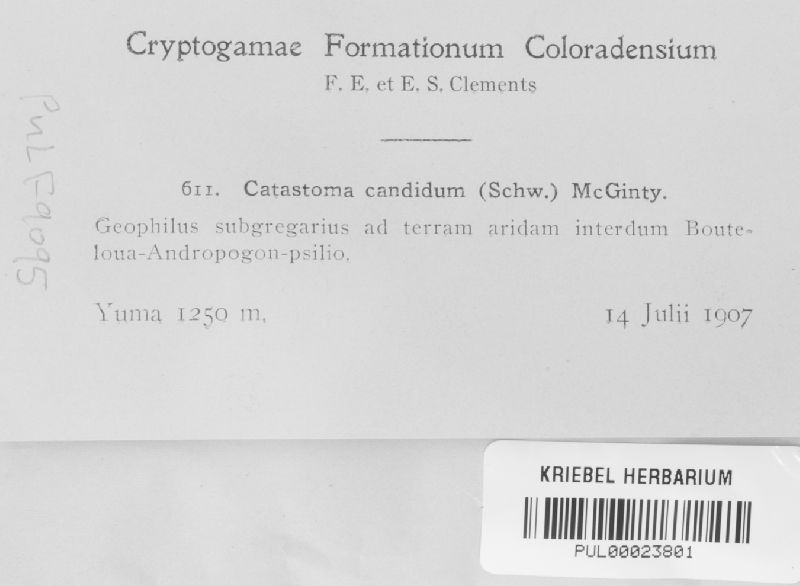 Cryptogamae Formationum Coloradensium
F. E. et E. S. Clements
611. Catastoma candidum (Schw.) McGinty.
Geophilus subgregarius ad terram aridam interdum Boute-
loua-Andropogon-psilio.
Yuma 1250 m. 14 Julii 1907
PUL F9095
KRIEBEL HERBARIUM
PUL00023801